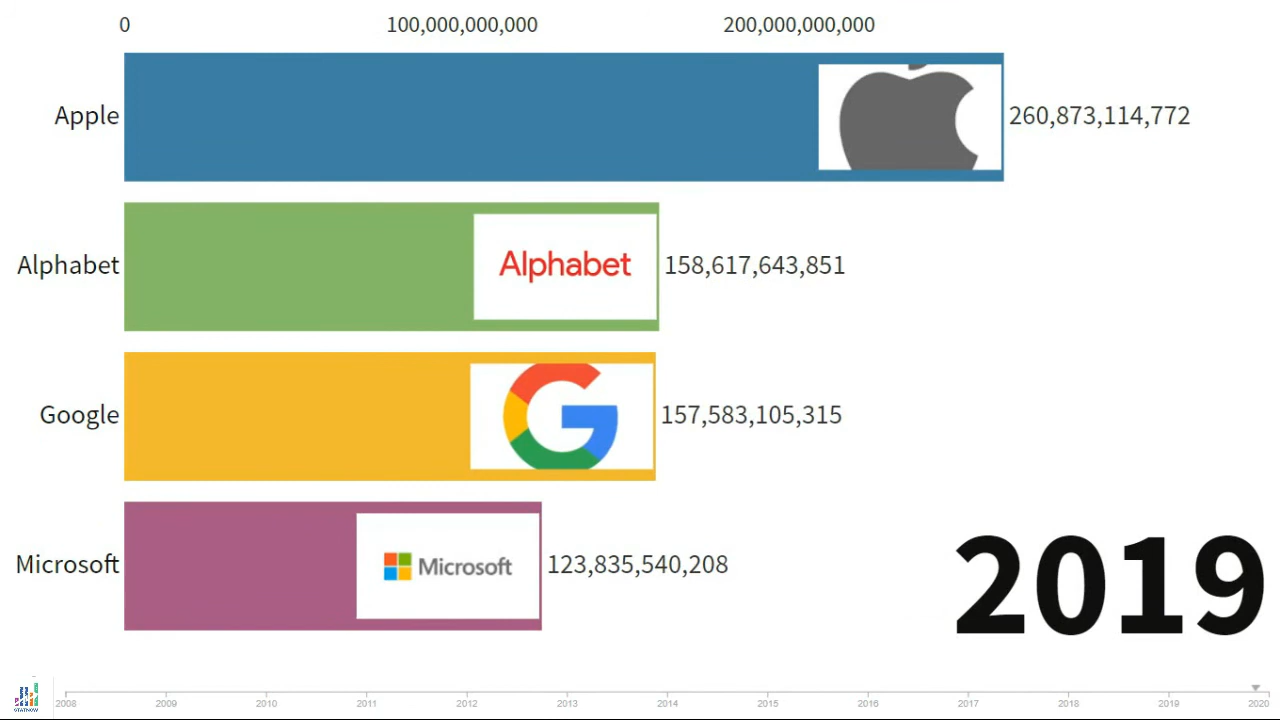 0 100,000,000,000 200,000,000,000
Apple 260,873,114,772
Alphabet Alphabet 158,617,643,851
Google 157,583,105,315
Microsoft Microsoft 123,835,540,208
2019
STATNOW
2008 2009 2010 2011 2012 2013 2014 2015 2016 2017 2018 2019 2020